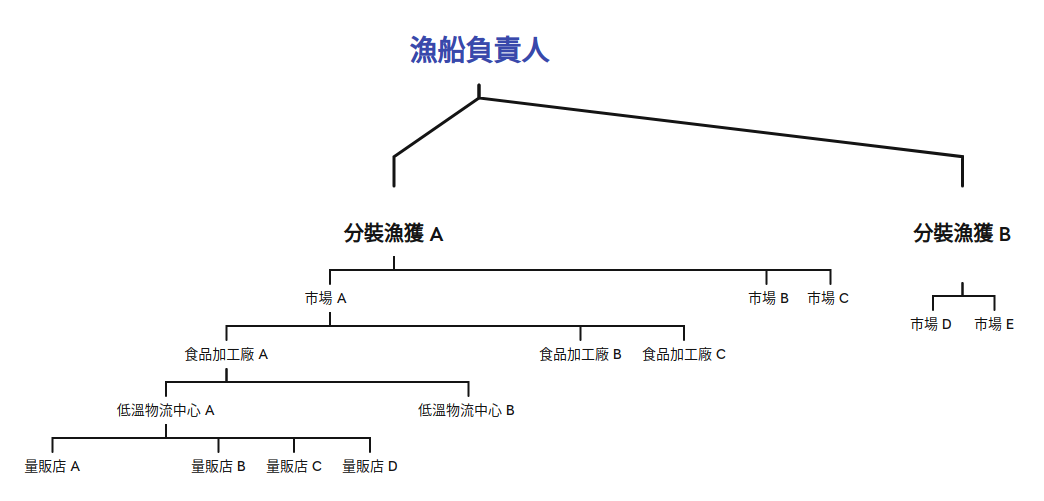 漁船負責人
分裝漁獲 A
分裝漁獲 B
市場 A
市場 B
市場 C
市場 D
市場 E
食品加工廠 A
食品加工廠 B
食品加工廠 C
低溫物流中心 A
低溫物流中心 B
量販店 A
量販店 B
量販店 C
量販店 D